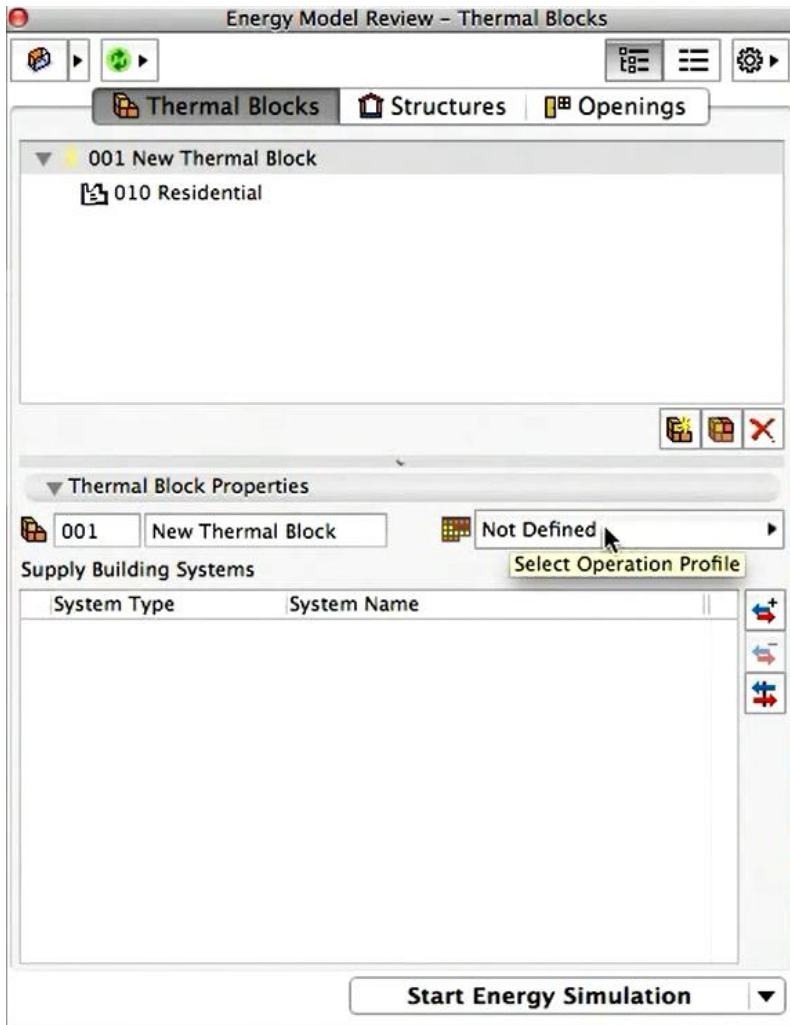 Energy Model Review – Thermal Blocks
Thermal Blocks Structures Openings
001 New Thermal Block
010 Residential
Thermal Block Properties
001 New Thermal Block Not Defined
Select Operation Profile
Supply Building Systems
System Type System Name
Start Energy Simulation